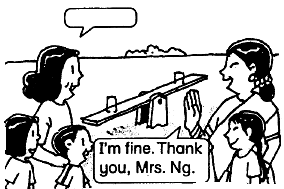 I'm fine. Thank
you, Mrs. Ng.